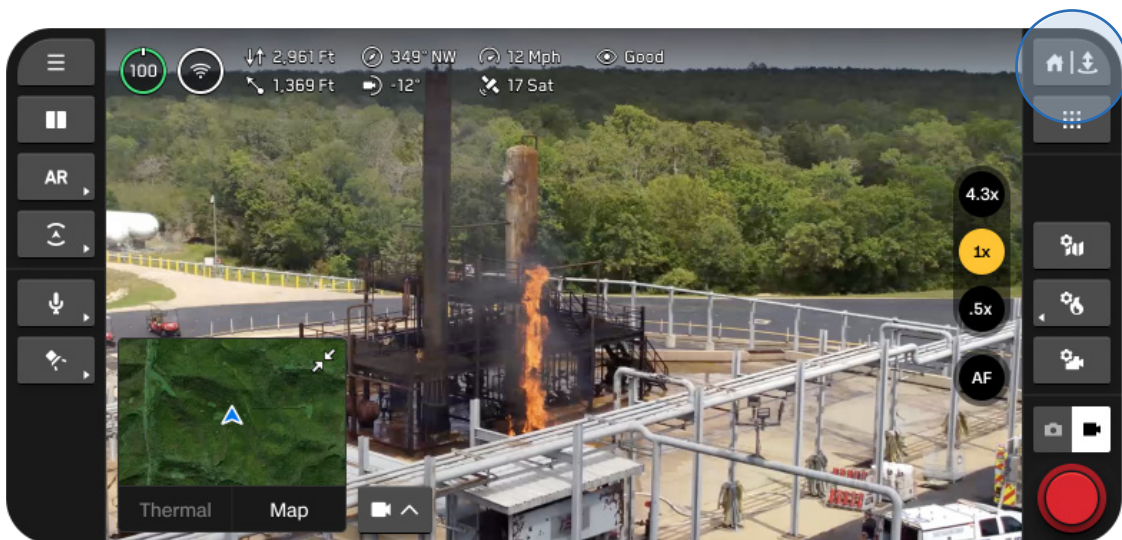 100
2,961 Ft
349° NW
12 Mph
Good
1,369 Ft
-12°
17 Sat
AR
4.3x
1x
.5x
AF
Thermal
Map